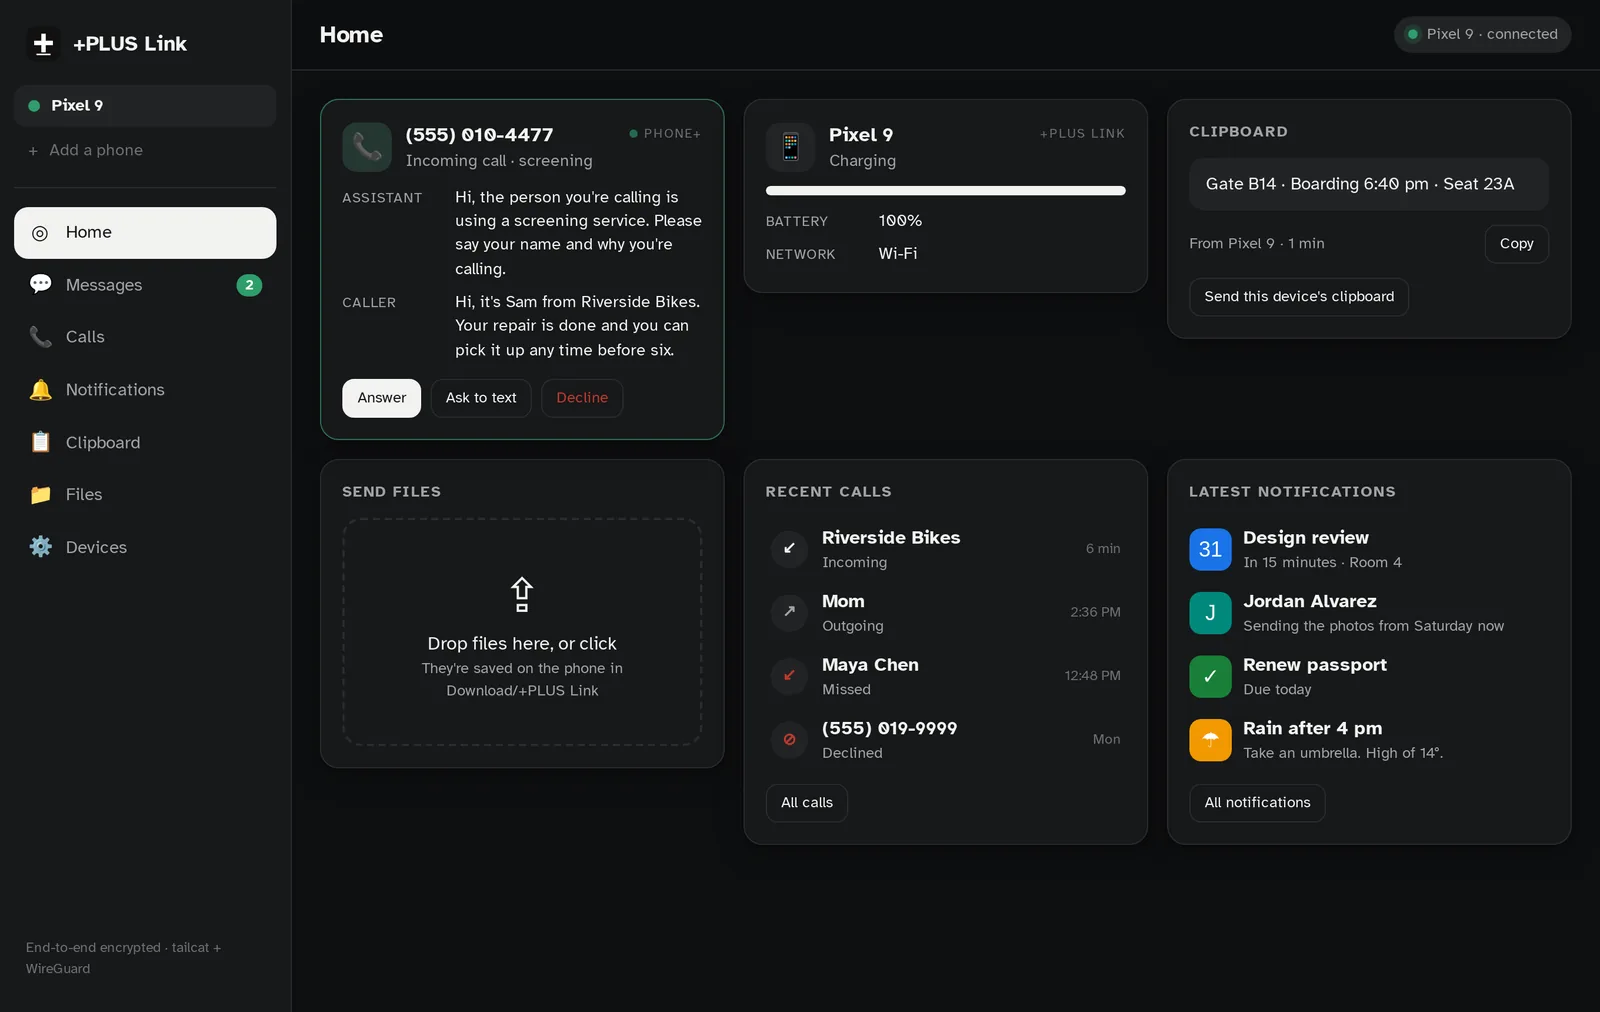 +PLUS Link
Pixel 9
+ Add a phone
Home
Messages
2
Calls
Notifications
Clipboard
Files
Devices
End-to-end encrypted · tailcat +
WireGuard
Home
Pixel 9 · connected
(555) 010-4477
PHONE+
Incoming call · screening
ASSISTANT
Hi, the person you're calling is
using a screening service. Please
say your name and why you're
calling.
CALLER
Hi, it's Sam from Riverside Bikes.
Your repair is done and you can
pick it up any time before six.
Answer
Ask to text
Decline
Pixel 9
+PLUS LINK
Charging
BATTERY
100%
NETWORK
Wi-Fi
CLIPBOARD
Gate B14 · Boarding 6:40 pm · Seat 23A
From Pixel 9 · 1 min
Copy
Send this device's clipboard
SEND FILES
Drop files here, or click
They're saved on the phone in
Download/+PLUS Link
RECENT CALLS
Riverside Bikes
Incoming
6 min
Mom
Outgoing
2:36 PM
Maya Chen
Missed
12:48 PM
(555) 019-9999
Declined
Mon
All calls
LATEST NOTIFICATIONS
31
Design review
In 15 minutes · Room 4
J
Jordan Alvarez
Sending the photos from Saturday now
Renew passport
Due today
Rain after 4 pm
Take an umbrella. High of 14°.
All notifications